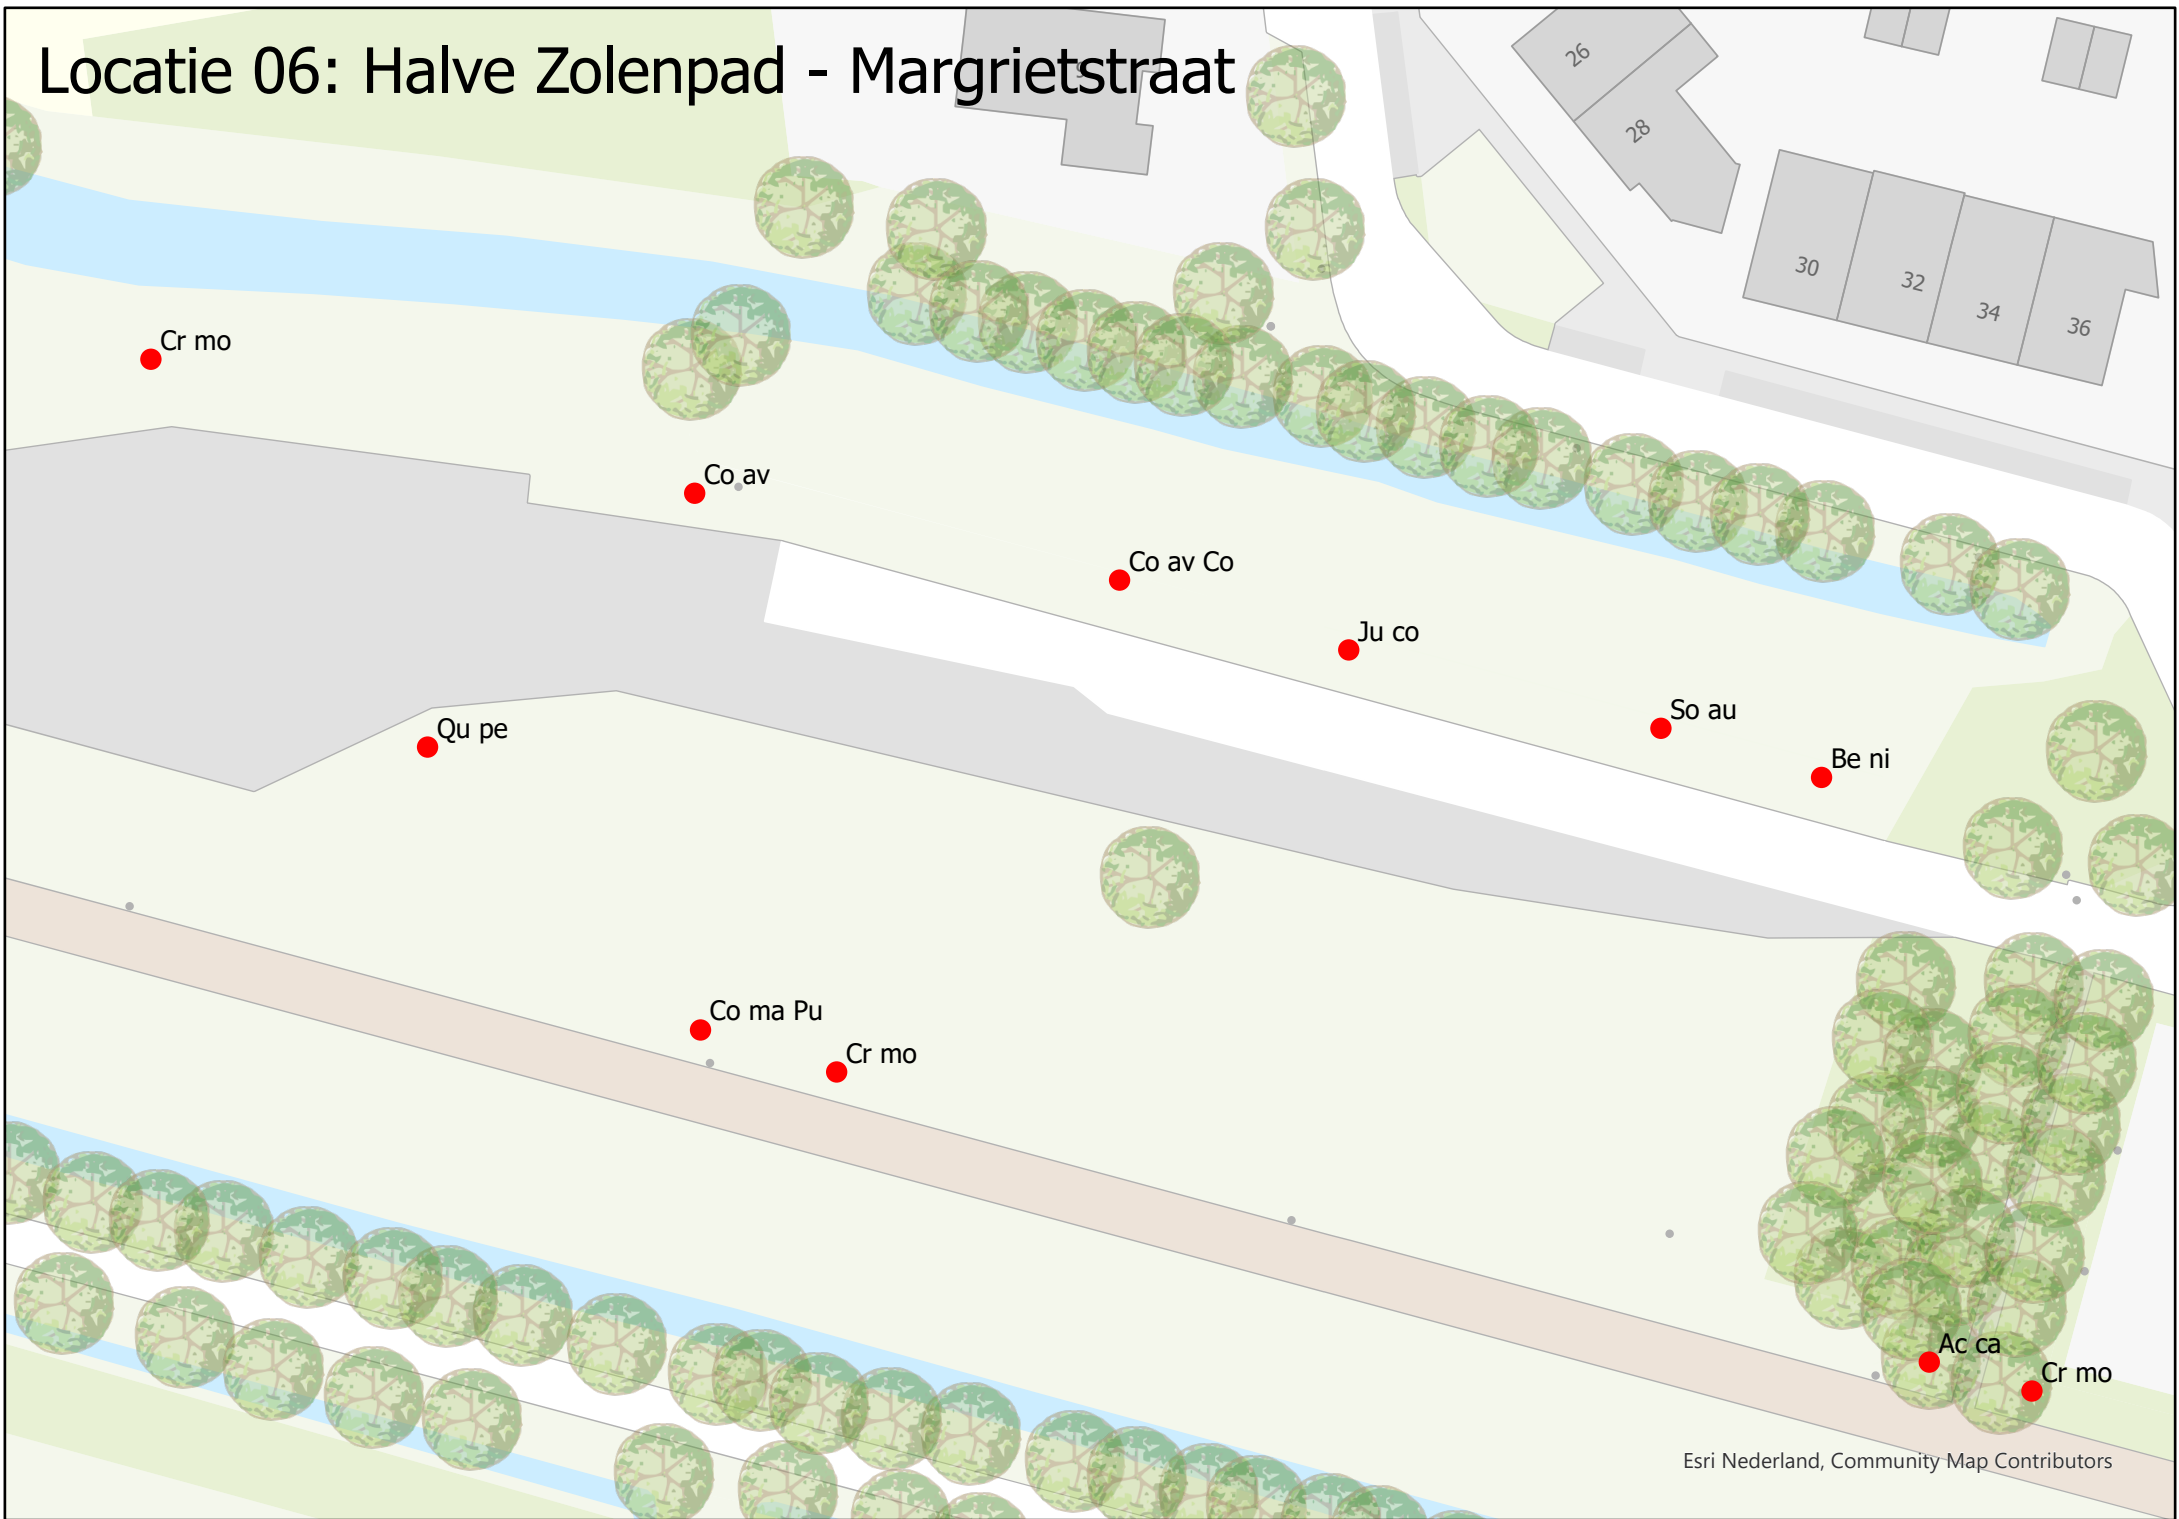 Locatie 06: Halve Zolenpad - Margrietstraat
26
28
30
32
34
36
Cr mo
Co av
Co av Co
Ju co
So au
Be ni
Qu pe
Co ma Pu
Cr mo
Ac ca
Cr mo
Esri Nederland, Community Map Contributors